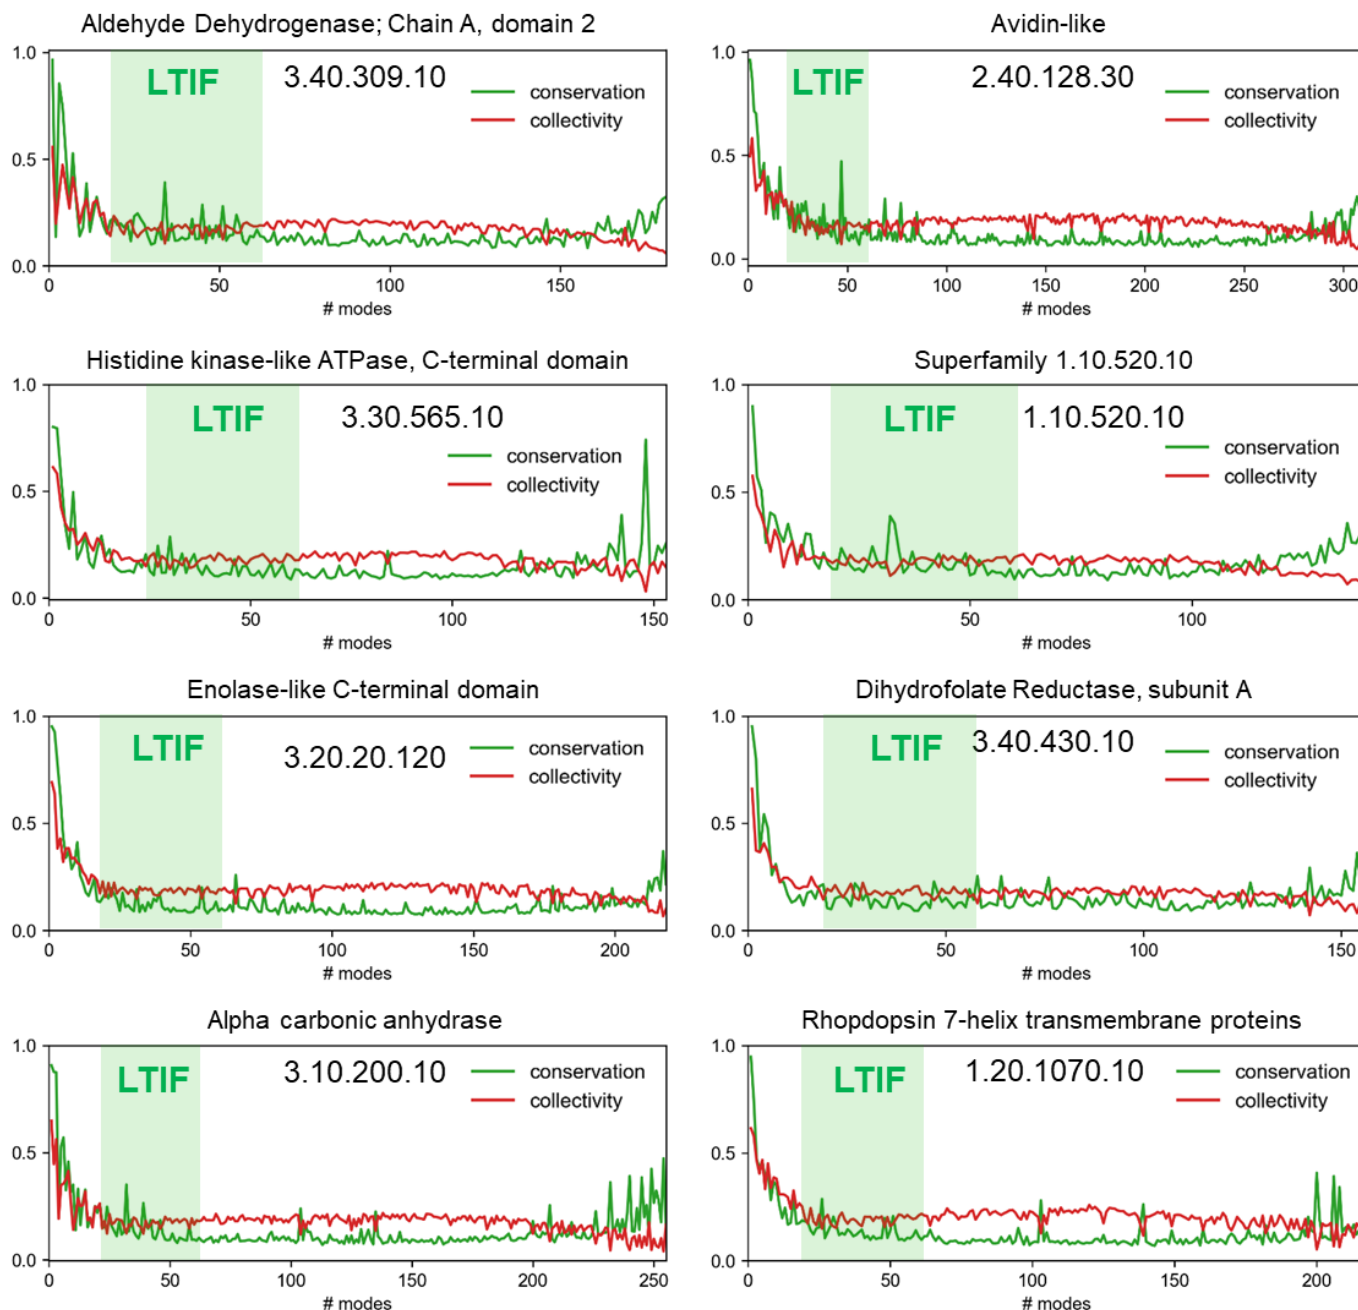 Aldehyde Dehydrogenase; Chain A, domain 2
1.0
0.5
0.0
LTIF
3.40.309.10
conservation
collectivity
0 50 100 150
# modes
Avidin-like
1.0
0.5
0.0
LTIF
2.40.128.30
conservation
collectivity
0 50 100 150 200 250 300
# modes
Histidine kinase-like ATPase, C-terminal domain
1.0
0.5
0.0
LTIF
3.30.565.10
conservation
collectivity
0 50 100 150
# modes
Superfamily 1.10.520.10
1.0
0.5
0.0
LTIF
1.10.520.10
conservation
collectivity
0 50 100
# modes
Enolase-like C-terminal domain
1.0
0.5
0.0
LTIF
3.20.20.120
conservation
collectivity
0 50 100 150 200
# modes
Dihydrofolate Reductase, subunit A
1.0
0.5
0.0
LTIF
3.40.430.10
conservation
collectivity
0 50 100 150
# modes
Alpha carbonic anhydrase
1.0
0.5
0.0
LTIF
3.10.200.10
conservation
collectivity
0 50 100 150 200 250
# modes
Rhopdopsin 7-helix transmembrane proteins
1.0
0.5
0.0
LTIF
1.20.1070.10
conservation
collectivity
0 50 100 150 200
# modes